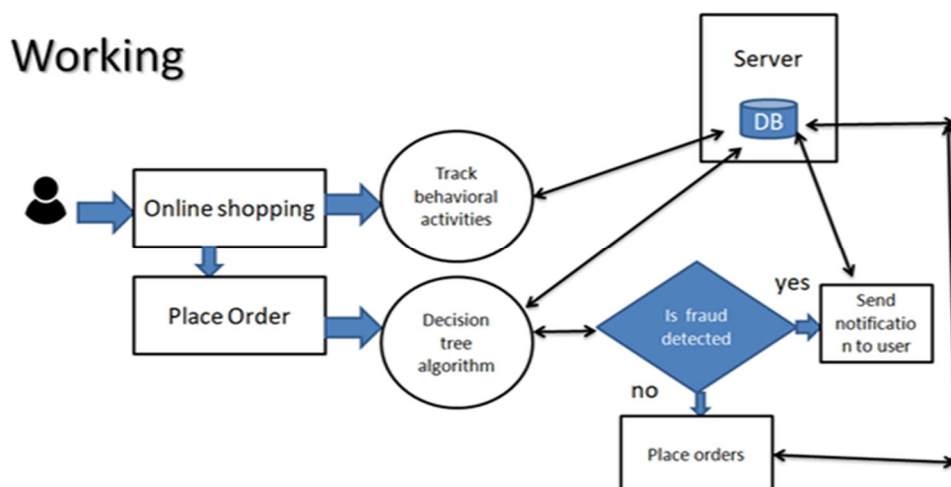 Working
Server
DB
Track
behavioral
activities
Online shopping
Place Order
Decision
tree
algorithm
Is fraud
detected
yes
Send
notificatio
n to user
no
Place orders